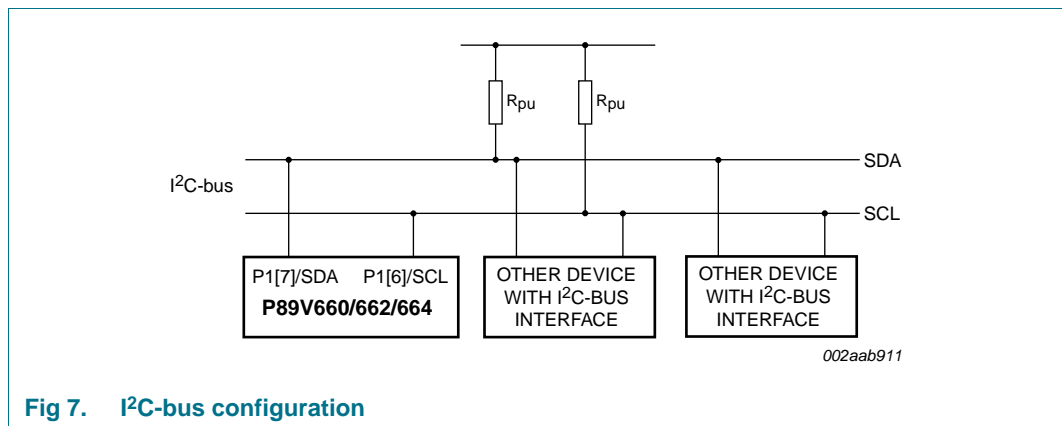 Rpu Rpu
SDA
I²C-bus
SCL
P1[7]/SDA P1[6]/SCL
P89V660/662/664
OTHER DEVICE
WITH I²C-BUS
INTERFACE
OTHER DEVICE
WITH I²C-BUS
INTERFACE
002aab911
Fig 7. I²C-bus configuration